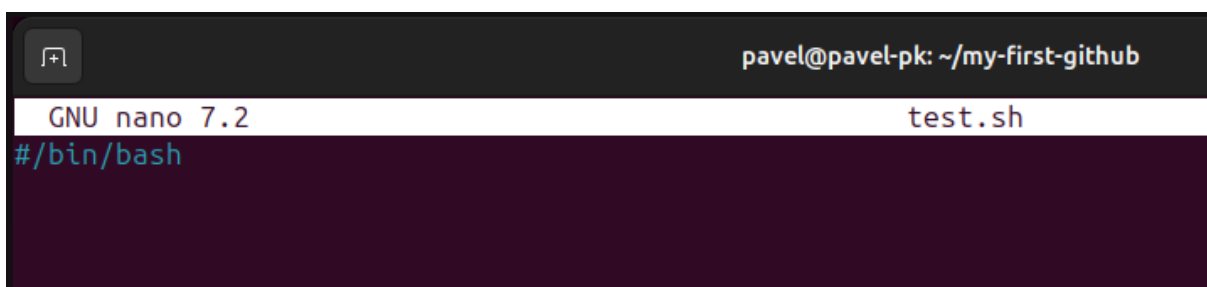 pavel@pavel-pk: ~/my-first-github
GNU nano 7.2 test.sh
#/bin/bash